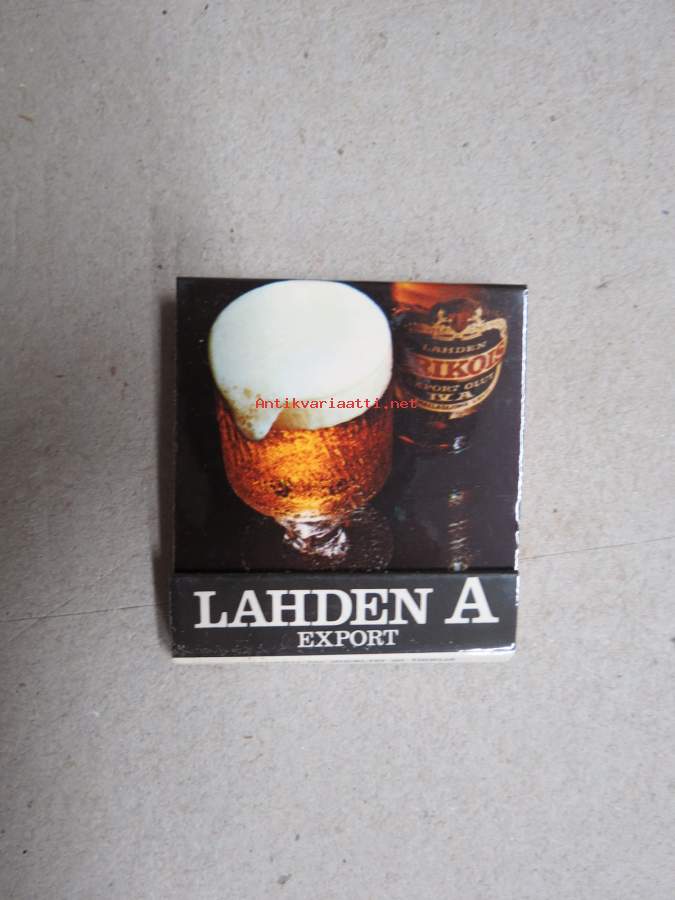 LAHDEN
ERIKOIS
EXPORT OLUT
IV A
Antikvariaatti.net
LAHDEN A
EXPORT